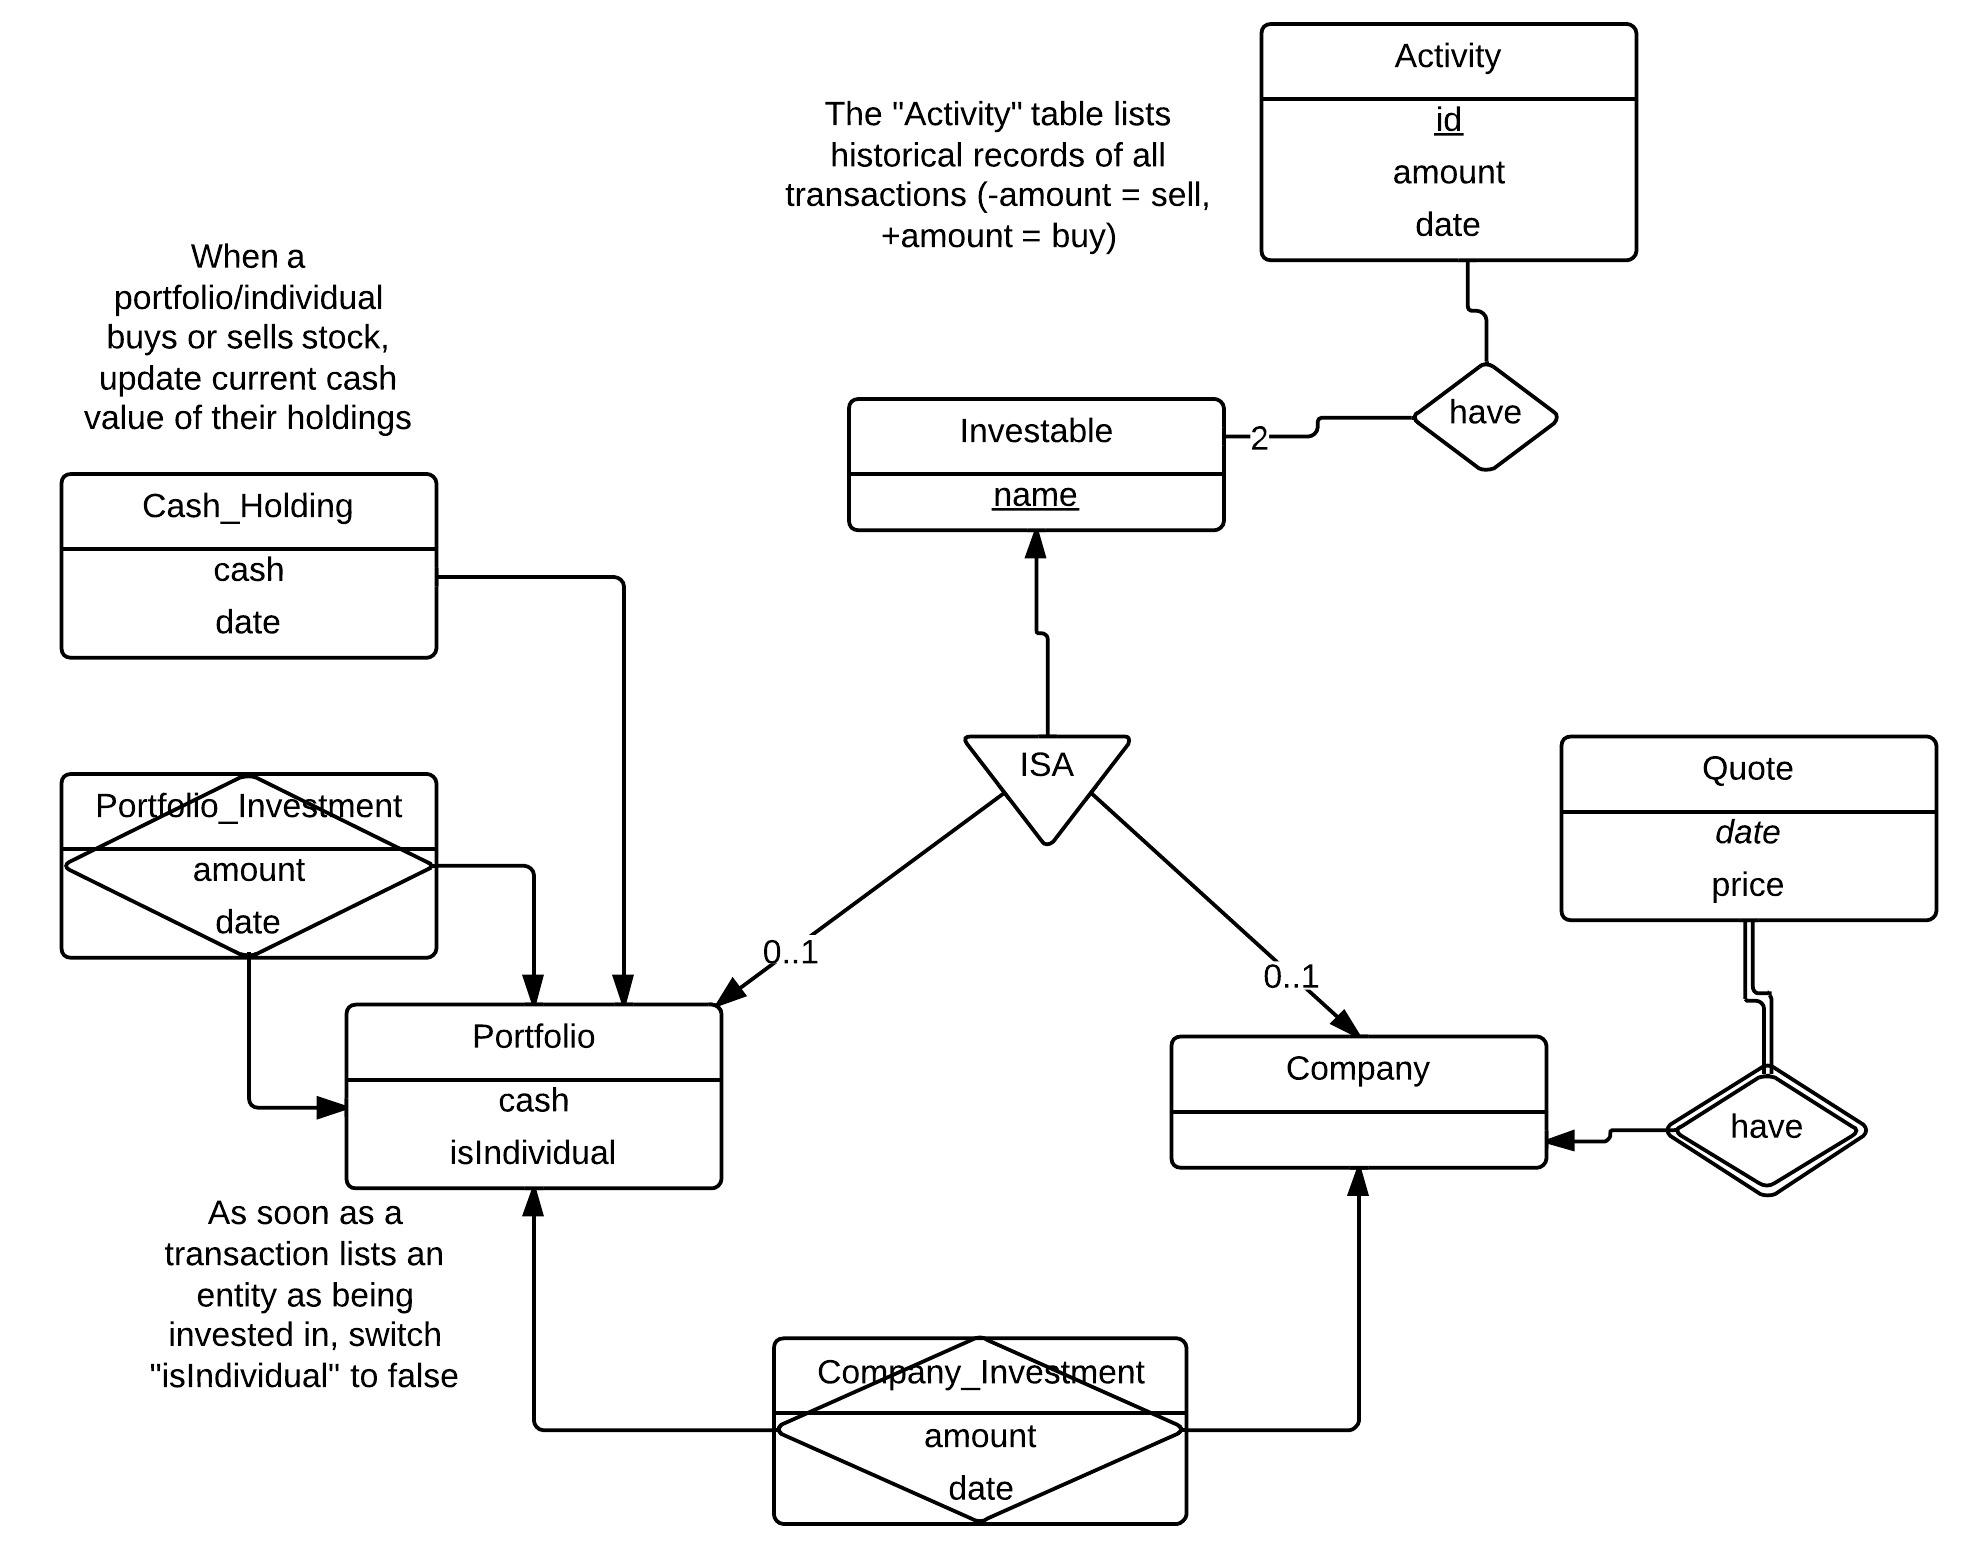 Activity
id
amount
date
The "Activity" table lists
historical records of all
transactions (-amount = sell,
+amount = buy)
When a
portfolio/individual
buys or sells stock,
update current cash
value of their holdings
have
Investable
2
name
Cash_Holding
cash
date
ISA
Quote
date
price
Portfolio_Investment
amount
date
0..1
0..1
Portfolio
cash
isIndividual
Company
have
As soon as a
transaction lists an
entity as being
invested in, switch
"isIndividual" to false
Company_Investment
amount
date